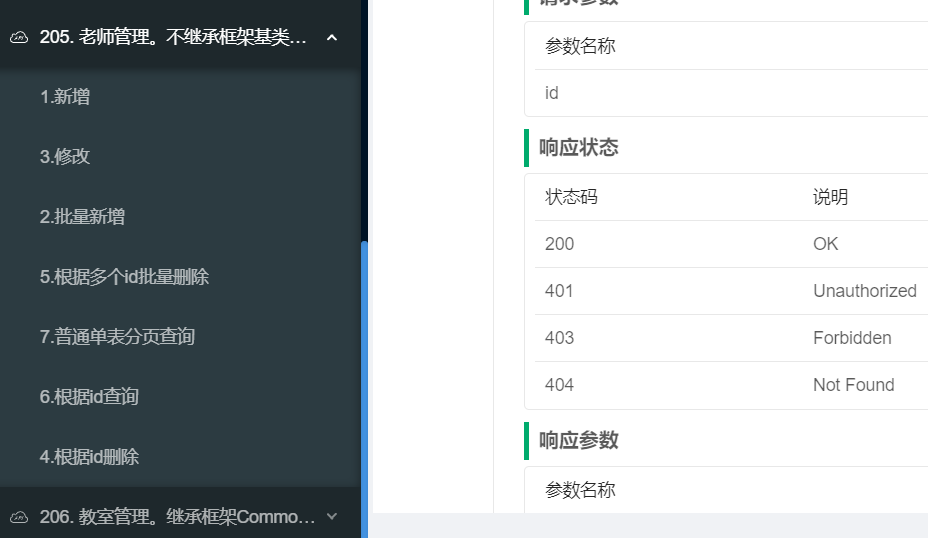 205. 老师管理。不继承框架基类...
1.新增
3.修改
2.批量新增
5.根据多个id批量删除
7.普通单表分页查询
6.根据id查询
4.根据id删除
206. 教室管理。继承框架Commo...
请求参数
参数名称
id
响应状态
状态码 说明
200 OK
401 Unauthorized
403 Forbidden
404 Not Found
响应参数
参数名称